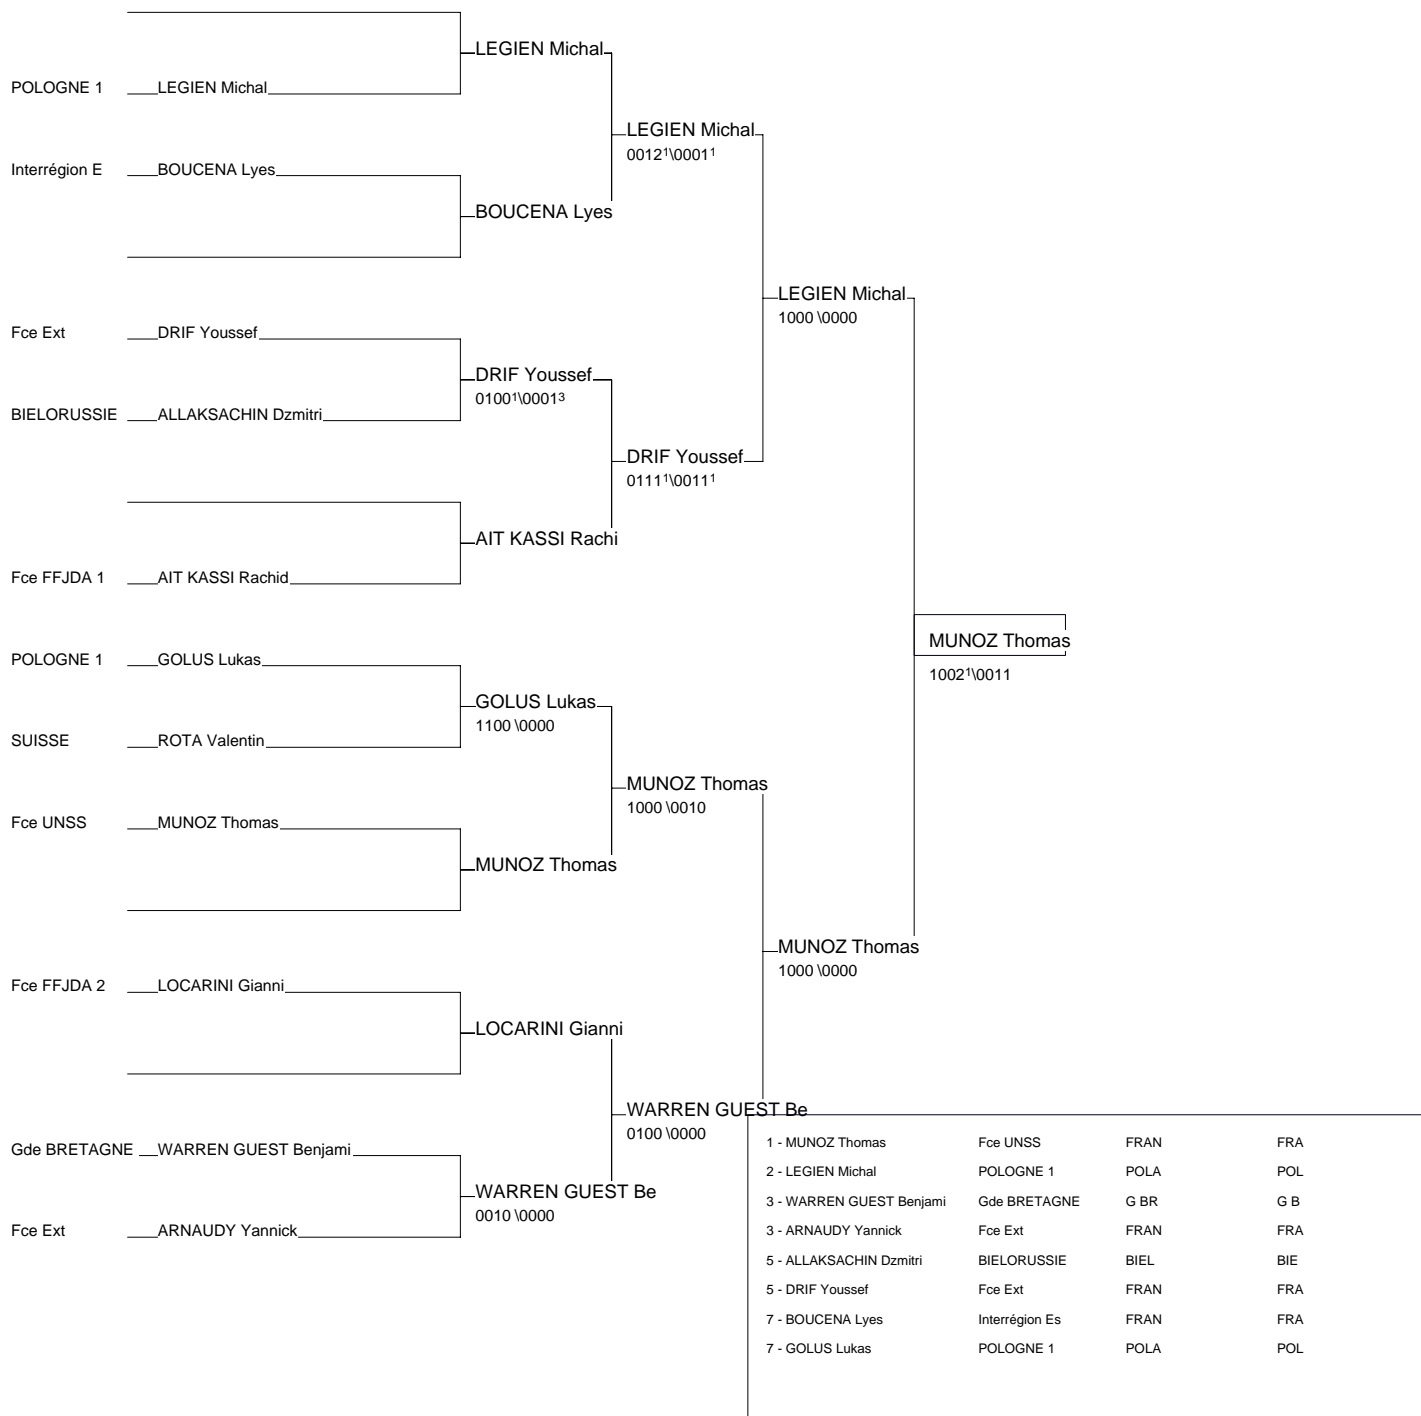 LEGIEN Michal
POLOGNE 1 LEGIEN Michal
LEGIEN Michal
0012¹\0001¹
Interrégion E BOUCENA Lyes
BOUCENA Lyes
LEGIEN Michal
1000 \0000
Fce Ext DRIF Youssef
DRIF Youssef
0100¹\0001³
BIELORUSSIE ALLAKSACHIN Dzmitri
DRIF Youssef
0111¹\0011¹
AIT KASSI Rachi
Fce FFJDA 1 AIT KASSI Rachid
MUNOZ Thomas
1002¹\0011
POLOGNE 1 GOLUS Lukas
GOLUS Lukas
1100 \0000
SUISSE ROTA Valentin
MUNOZ Thomas
1000 \0010
Fce UNSS MUNOZ Thomas
MUNOZ Thomas
MUNOZ Thomas
1000 \0000
Fce FFJDA 2 LOCARINI Gianni
LOCARINI Gianni
WARREN GUEST Be
0100 \0000
Gde BRETAGNE WARREN GUEST Benjami
WARREN GUEST Be
0010 \0000
Fce Ext ARNAUDY Yannick
1 - MUNOZ Thomas Fce UNSS FRAN FRA
2 - LEGIEN Michal POLOGNE 1 POLA POL
3 - WARREN GUEST Benjami Gde BRETAGNE G BR G B
3 - ARNAUDY Yannick Fce Ext FRAN FRA
5 - ALLAKSACHIN Dzmitri BIELORUSSIE BIEL BIE
5 - DRIF Youssef Fce Ext FRAN FRA
7 - BOUCENA Lyes Interrégion Es FRAN FRA
7 - GOLUS Lukas POLOGNE 1 POLA POL